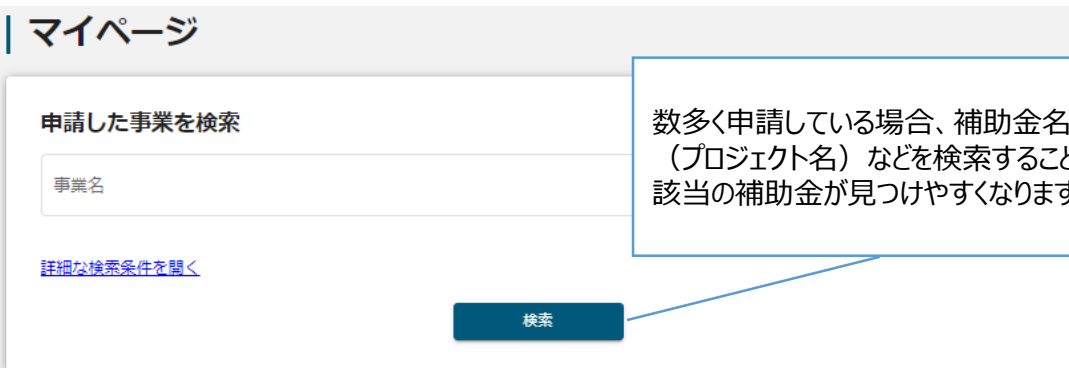 マイページ
申請した事業を検索
事業名
詳細な検索条件を開く
検索
数多く申請している場合、補助金名
（プロジェクト名）などを検索すること
該当の補助金が見つけやすくなります